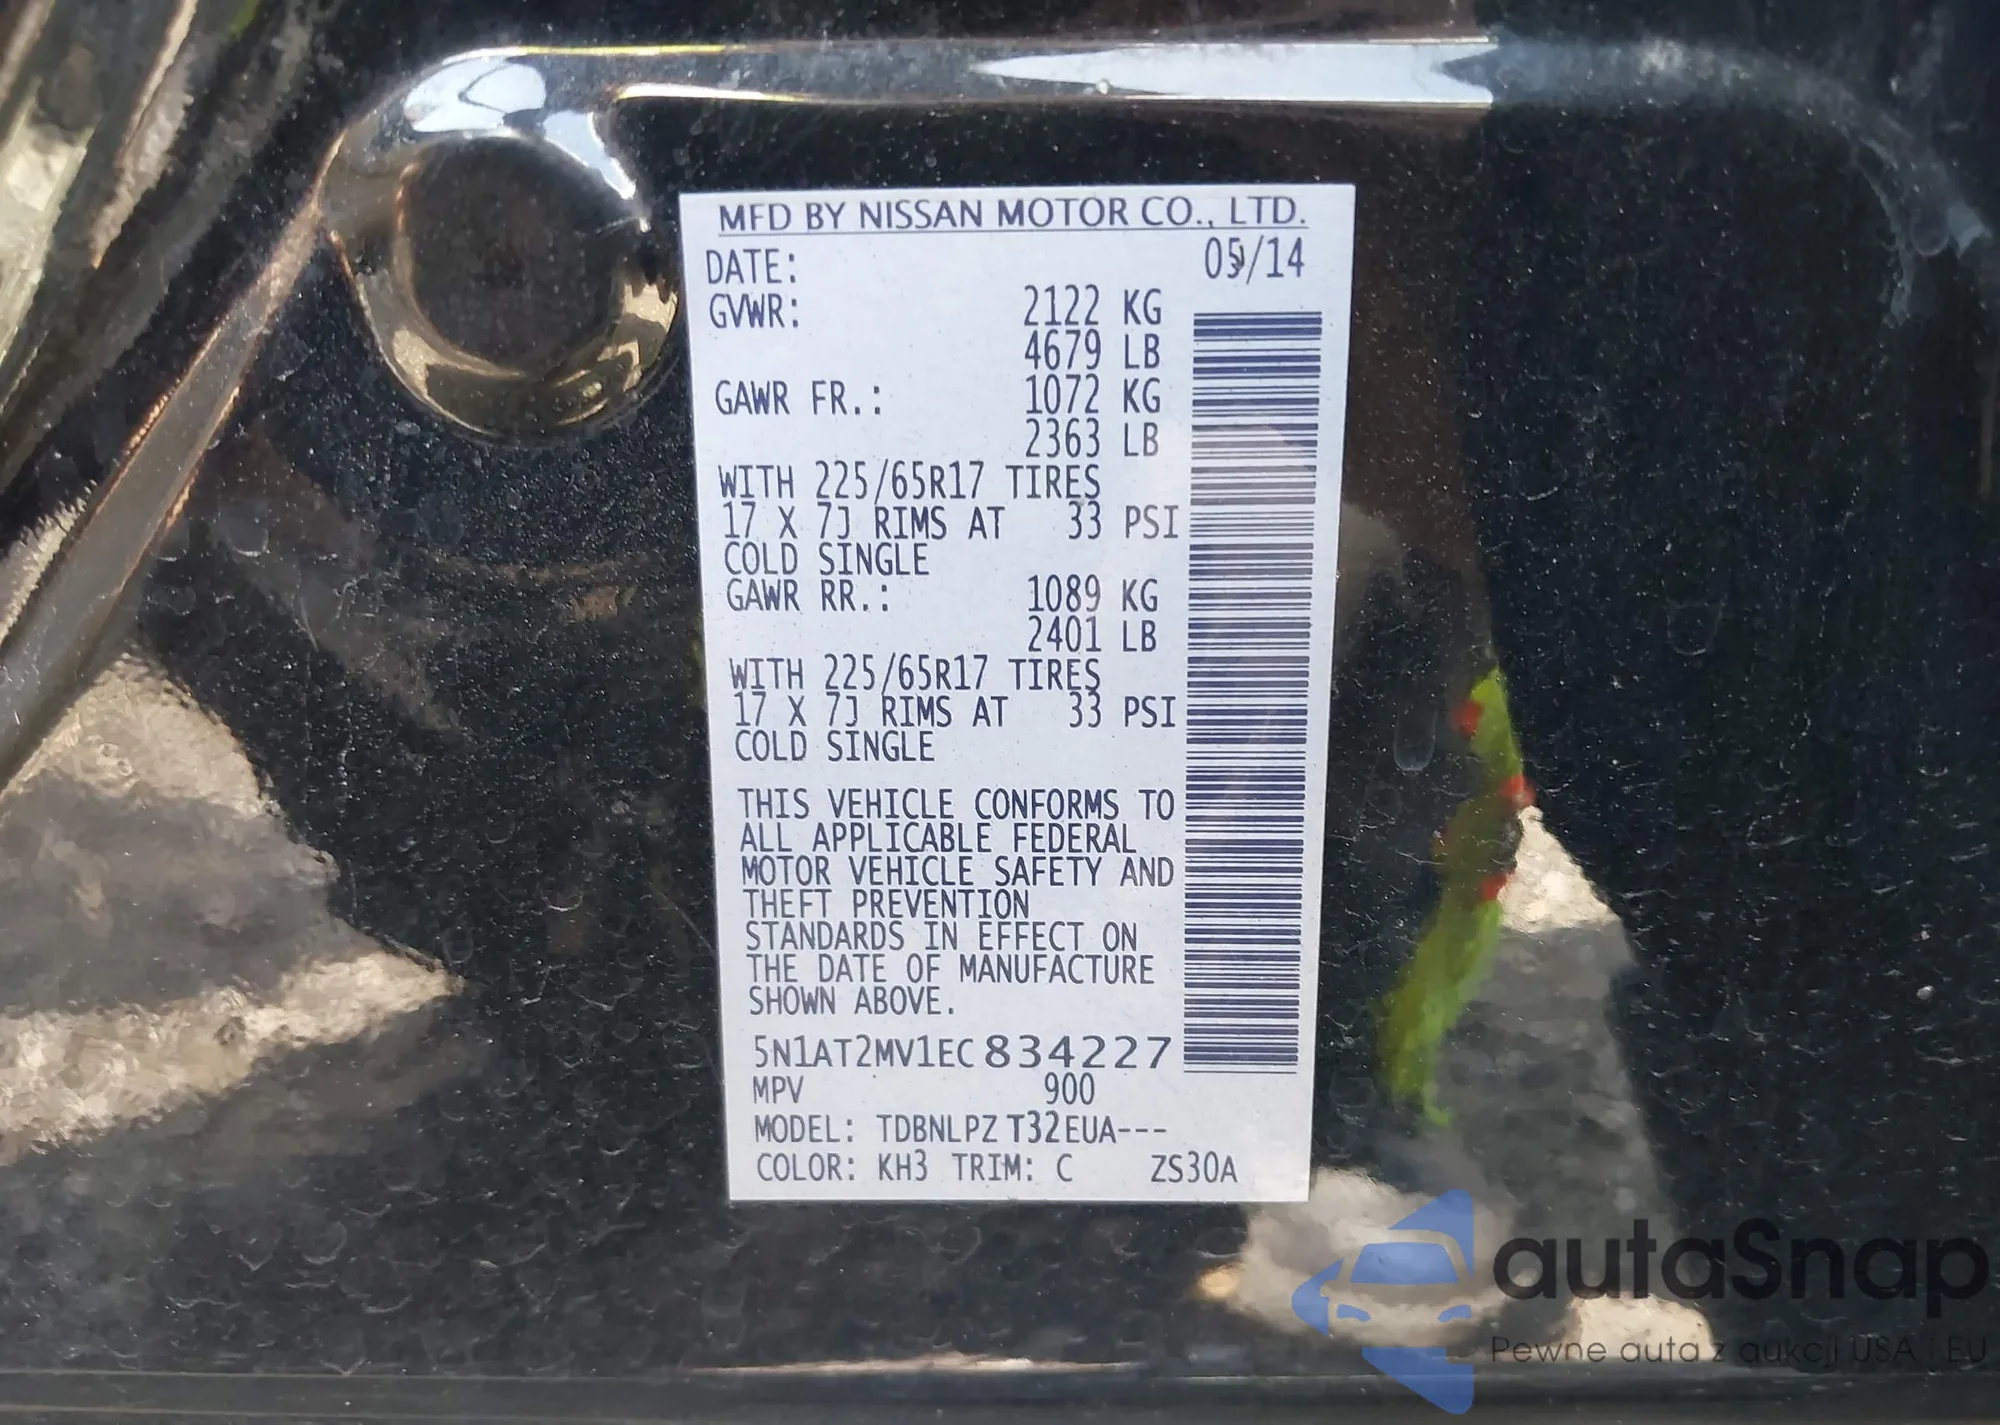 MFD BY NISSAN MOTOR CO., LTD.
DATE: 05/14
GVWR: 2122 KG
4679 LB
GAWR FR.: 1072 KG
2363 LB
WITH 225/65R17 TIRES
17 X 7J RIMS AT 33 PSI
COLD SINGLE
GAWR RR.: 1089 KG
2401 LB
WITH 225/65R17 TIRES
17 X 7J RIMS AT 33 PSI
COLD SINGLE
THIS VEHICLE CONFORMS TO
ALL APPLICABLE FEDERAL
MOTOR VEHICLE SAFETY AND
THEFT PREVENTION
STANDARDS IN EFFECT ON
THE DATE OF MANUFACTURE
SHOWN ABOVE.
5N1AT2MV1EC834227
MPV 900
MODEL: TDBNLPZ T32EUA---
COLOR: KH3 TRIM: C ZS30A
autaSnap
Pewne auta z aukcji USA i EU